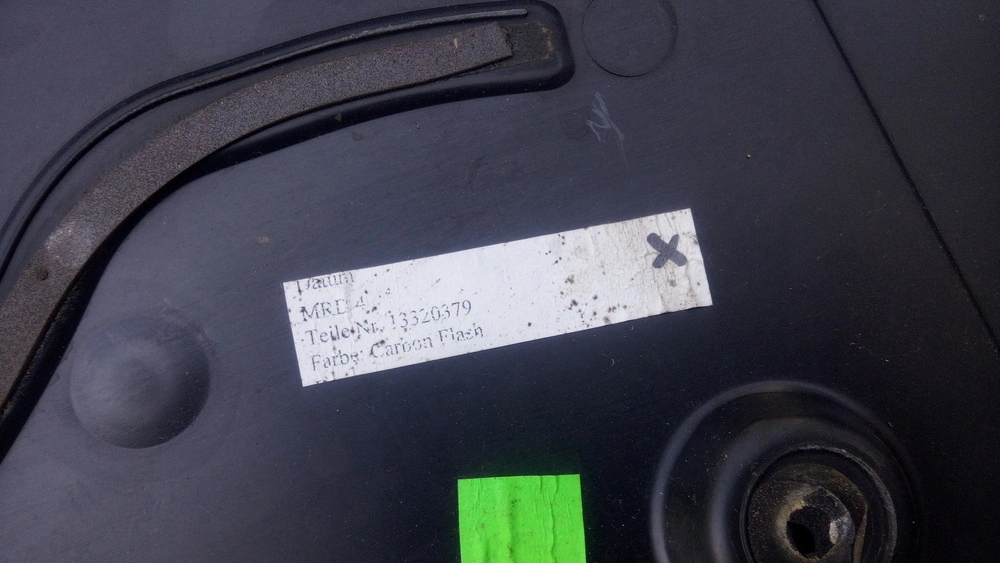 Datum
MRD 4
Teile Nr. 13320379
Farbe: Carbon Flash
X